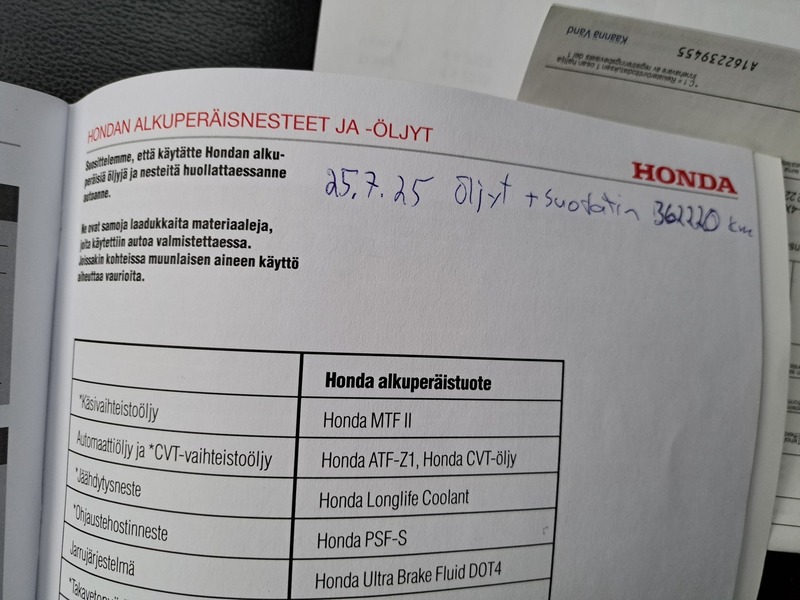 HONDAN ALKUPERÄISNESTEET JA -ÖLJYT
HONDA
Suosittelemme, että käytätte Hondan alku-
peräisiä öljyjä ja nesteitä huollattaessanne
autoanne.
25.7.25 Öljyt + suodatin 362220 km
Ne ovat samoja laadukkaita materiaaleja,
joita käytettiin autoa valmistettaessa.
Joissakin kohteissa muunlaisen aineen käyttö
aiheuttaa vaurioita.
Honda alkuperäistuote
*Käsivaihteistoöljy Honda MTF II
Automaattiöljy ja *CVT-vaihteistoöljy Honda ATF-Z1, Honda CVT-öljy
*Jäähdytysneste Honda Longlife Coolant
*Ohjaustehostinneste Honda PSF-S
Jarrujärjestelmä Honda Ultra Brake Fluid DOT4
Käännä Vänd
A162239455